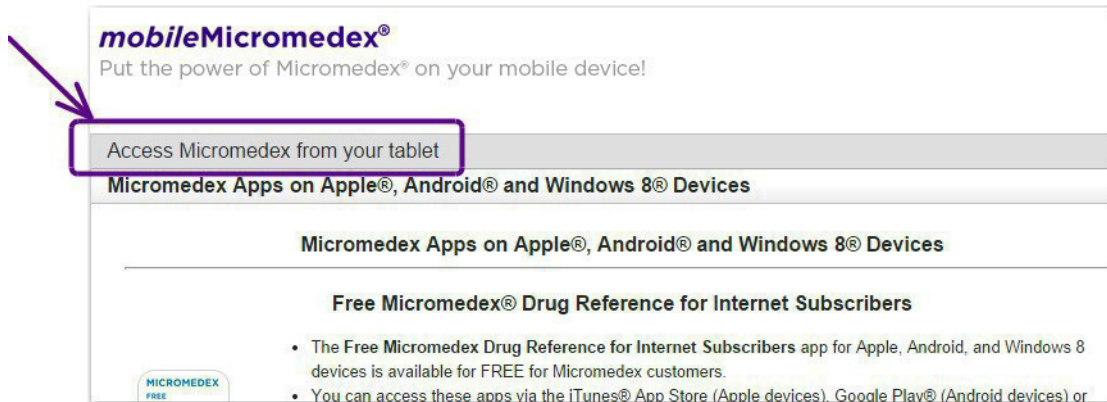 mobileMicromedex®
Put the power of Micromedex® on your mobile device!
Access Micromedex from your tablet
Micromedex Apps on Apple®, Android® and Windows 8® Devices
Micromedex Apps on Apple®, Android® and Windows 8® Devices
Free Micromedex® Drug Reference for Internet Subscribers
• The Free Micromedex Drug Reference for Internet Subscribers app for Apple, Android, and Windows 8
devices is available for FREE for Micromedex customers.
MICROMEDEX
FREE
• You can access these apps via the iTunes® App Store (Apple devices), Google Play® (Android devices) or